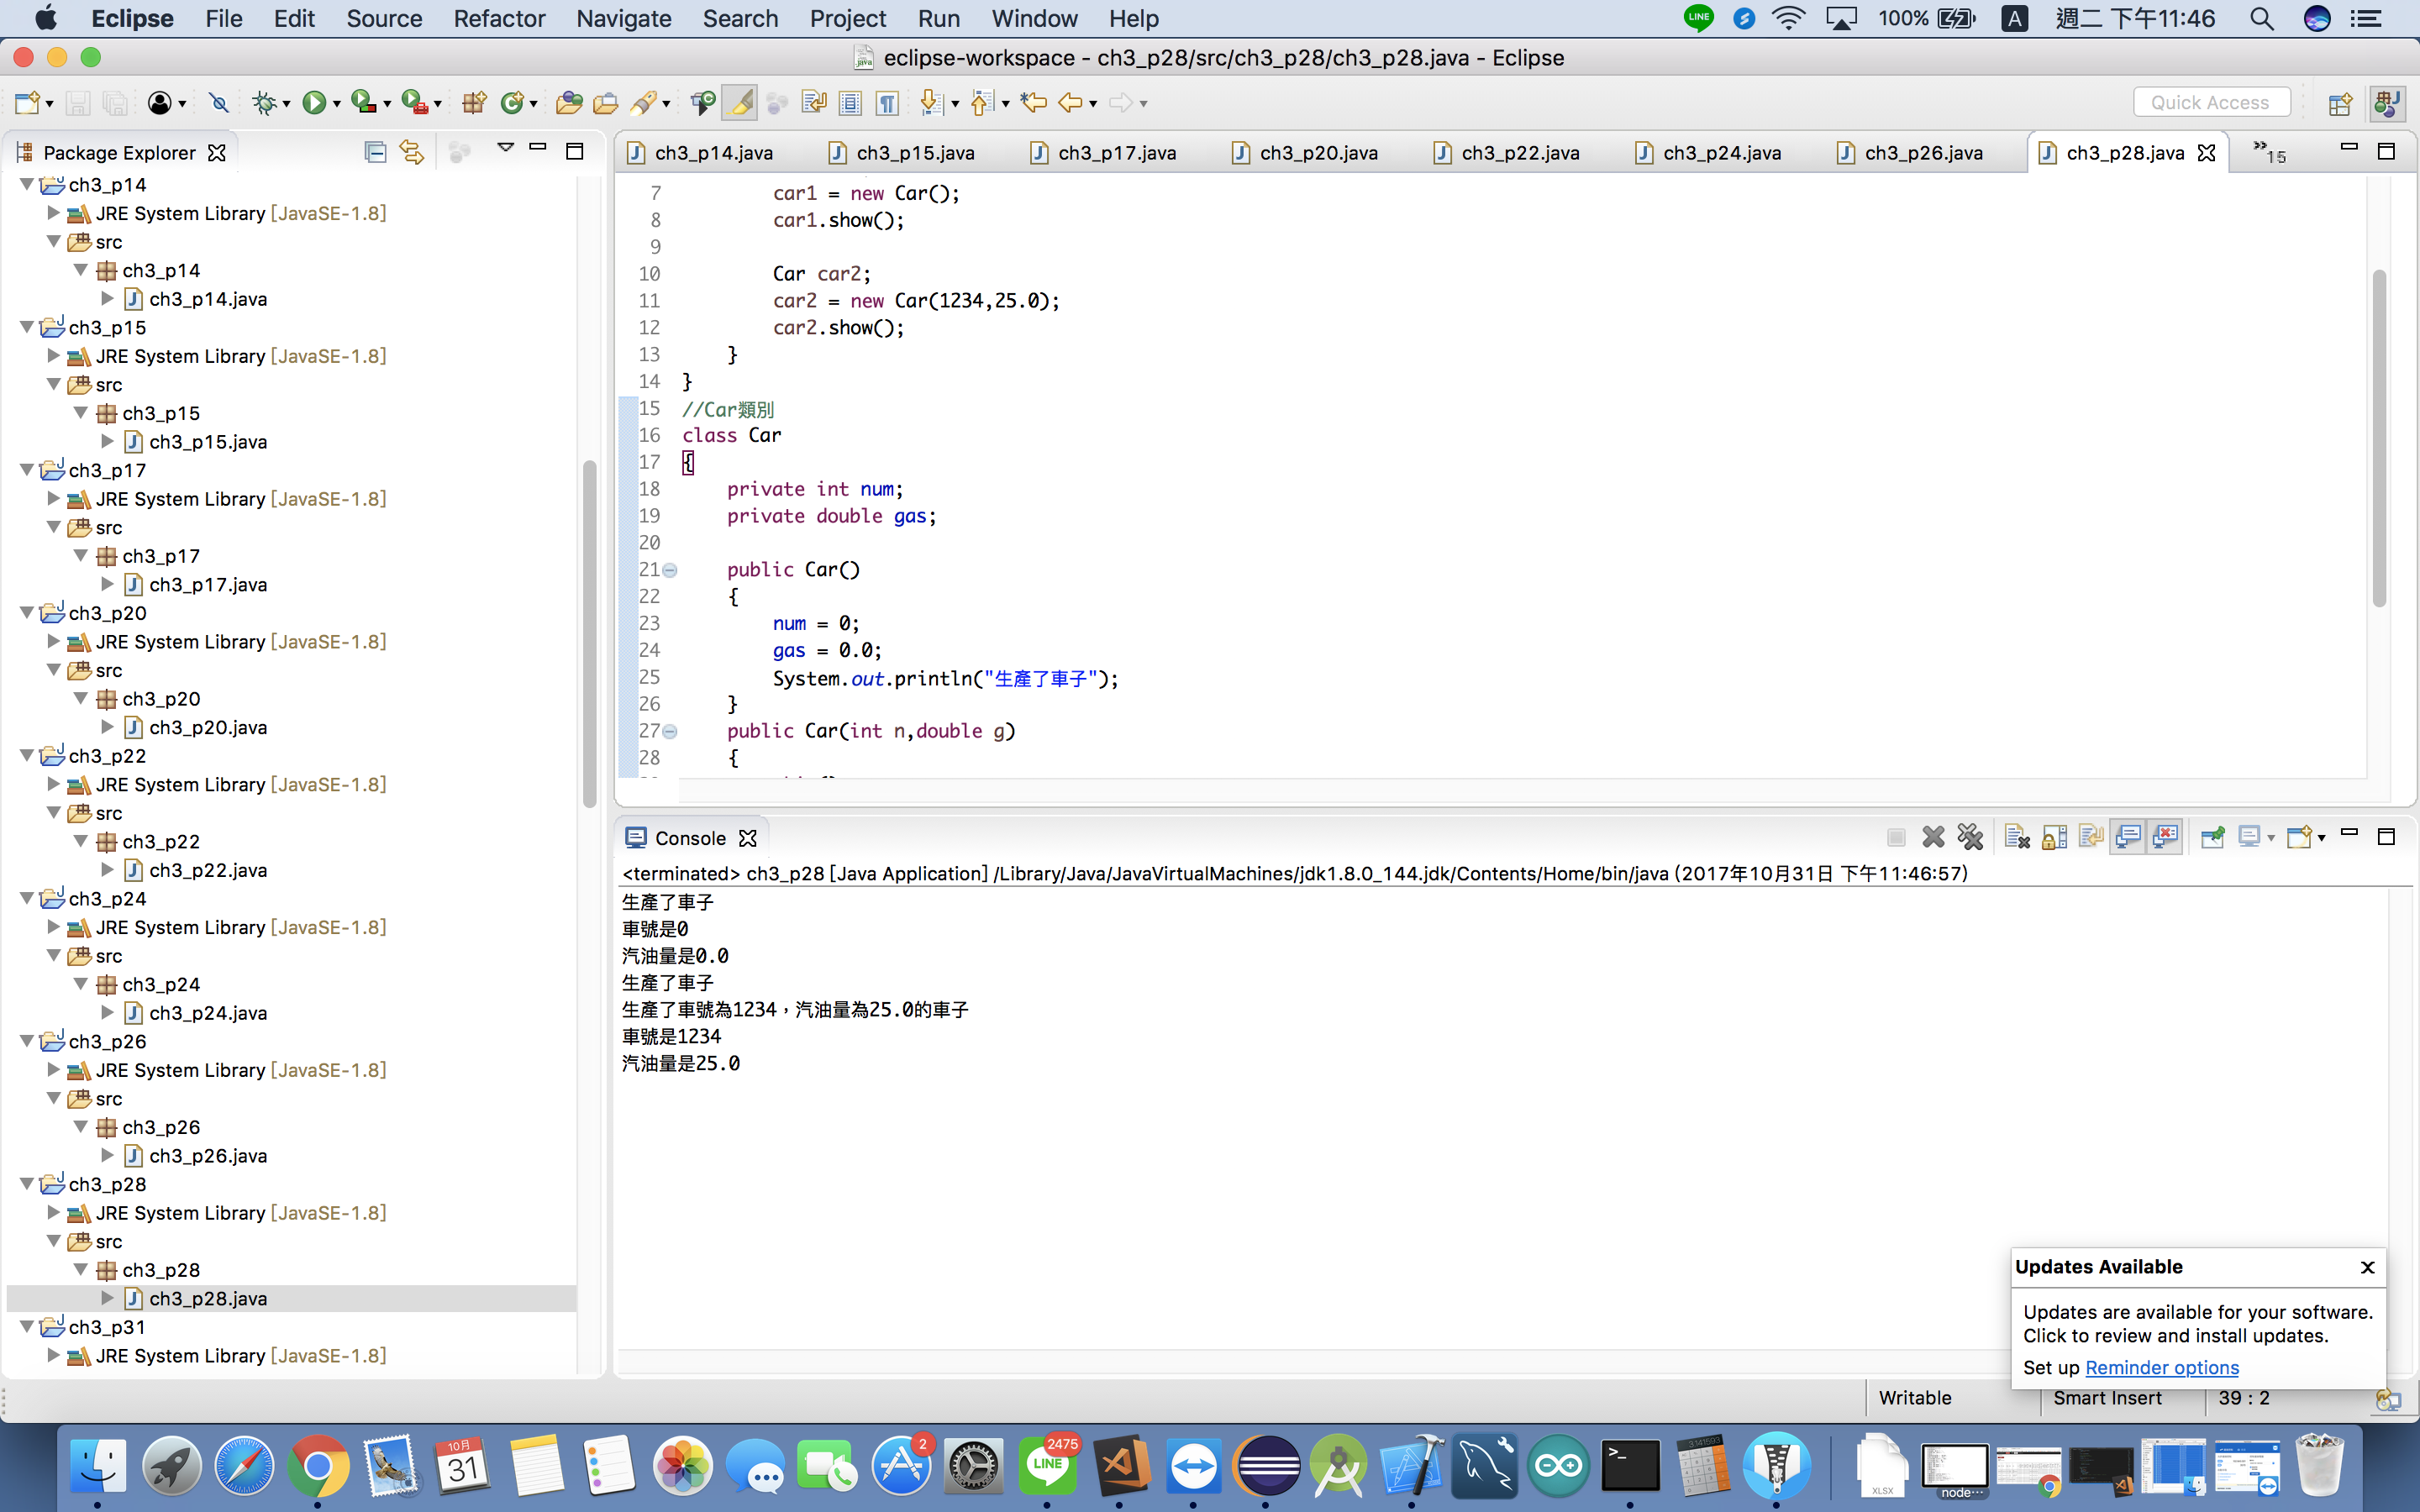 Eclipse File Edit Source Refactor Navigate Search Project Run Window Help LINE 100% A 週二 下午11:46
eclipse-workspace - ch3_p28/src/ch3_p28/ch3_p28.java - Eclipse
Quick Access
Package Explorer
ch3_p14
JRE System Library [JavaSE-1.8]
src
ch3_p14
ch3_p14.java
ch3_p15
JRE System Library [JavaSE-1.8]
src
ch3_p15
ch3_p15.java
ch3_p17
JRE System Library [JavaSE-1.8]
src
ch3_p17
ch3_p17.java
ch3_p20
JRE System Library [JavaSE-1.8]
src
ch3_p20
ch3_p20.java
ch3_p22
JRE System Library [JavaSE-1.8]
src
ch3_p22
ch3_p22.java
ch3_p24
JRE System Library [JavaSE-1.8]
src
ch3_p24
ch3_p24.java
ch3_p26
JRE System Library [JavaSE-1.8]
src
ch3_p26
ch3_p26.java
ch3_p28
JRE System Library [JavaSE-1.8]
src
ch3_p28
ch3_p28.java
ch3_p31
JRE System Library [JavaSE-1.8]
ch3_p14.java ch3_p15.java ch3_p17.java ch3_p20.java ch3_p22.java ch3_p24.java ch3_p26.java ch3_p28.java »15
7 car1 = new Car();
8 car1.show();
9
10 Car car2;
11 car2 = new Car(1234,25.0);
12 car2.show();
13 }
14 }
15 //Car類別
16 class Car
17 {
18 private int num;
19 private double gas;
20
21 public Car()
22 {
23 num = 0;
24 gas = 0.0;
25 System.out.println("生產了車子");
26 }
27 public Car(int n,double g)
28 {
Console
<terminated> ch3_p28 [Java Application] /Library/Java/JavaVirtualMachines/jdk1.8.0_144.jdk/Contents/Home/bin/java (2017年10月31日 下午11:46:57)
生產了車子
車號是0
汽油量是0.0
生產了車子
生產了車號為1234，汽油量為25.0的車子
車號是1234
汽油量是25.0
Updates Available
Updates are available for your software.
Click to review and install updates.
Set up Reminder options
Writable Smart Insert 39 : 2
10月
31
2
2475
LINE
XLSX
node···